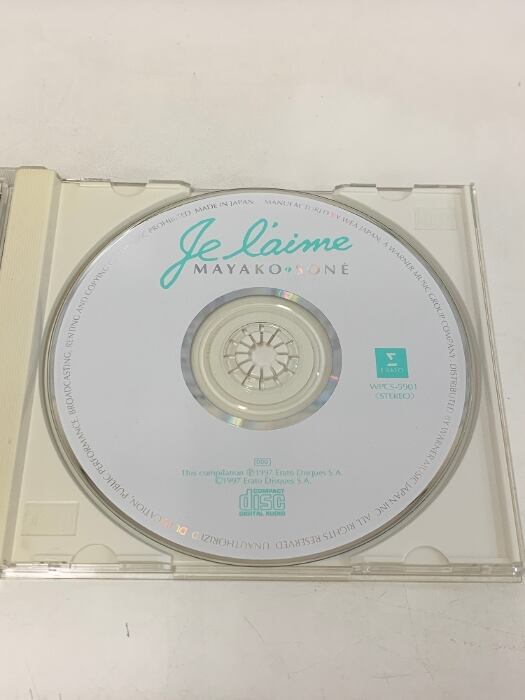 Je l'aime
MAYAKO SONÉ
ERATO
WPCS-5901
(STEREO)
DDD
This compilation ℗1997 Erato Disques S.A.
©1997 Erato Disques S.A.
COMPACT
disc
DIGITAL AUDIO
MADE IN JAPAN MANUFACTURED BY WEA JAPAN, A WARNER MUSIC GROUP COMPANY. DISTRIBUTED BY WARNER MUSIC JAPAN INC. ALL RIGHTS RESERVED. UNAUTHORIZED DUPLICATION, PUBLIC PERFORMANCE, BROADCASTING, RENTING AND COPYING PROHIBITED.